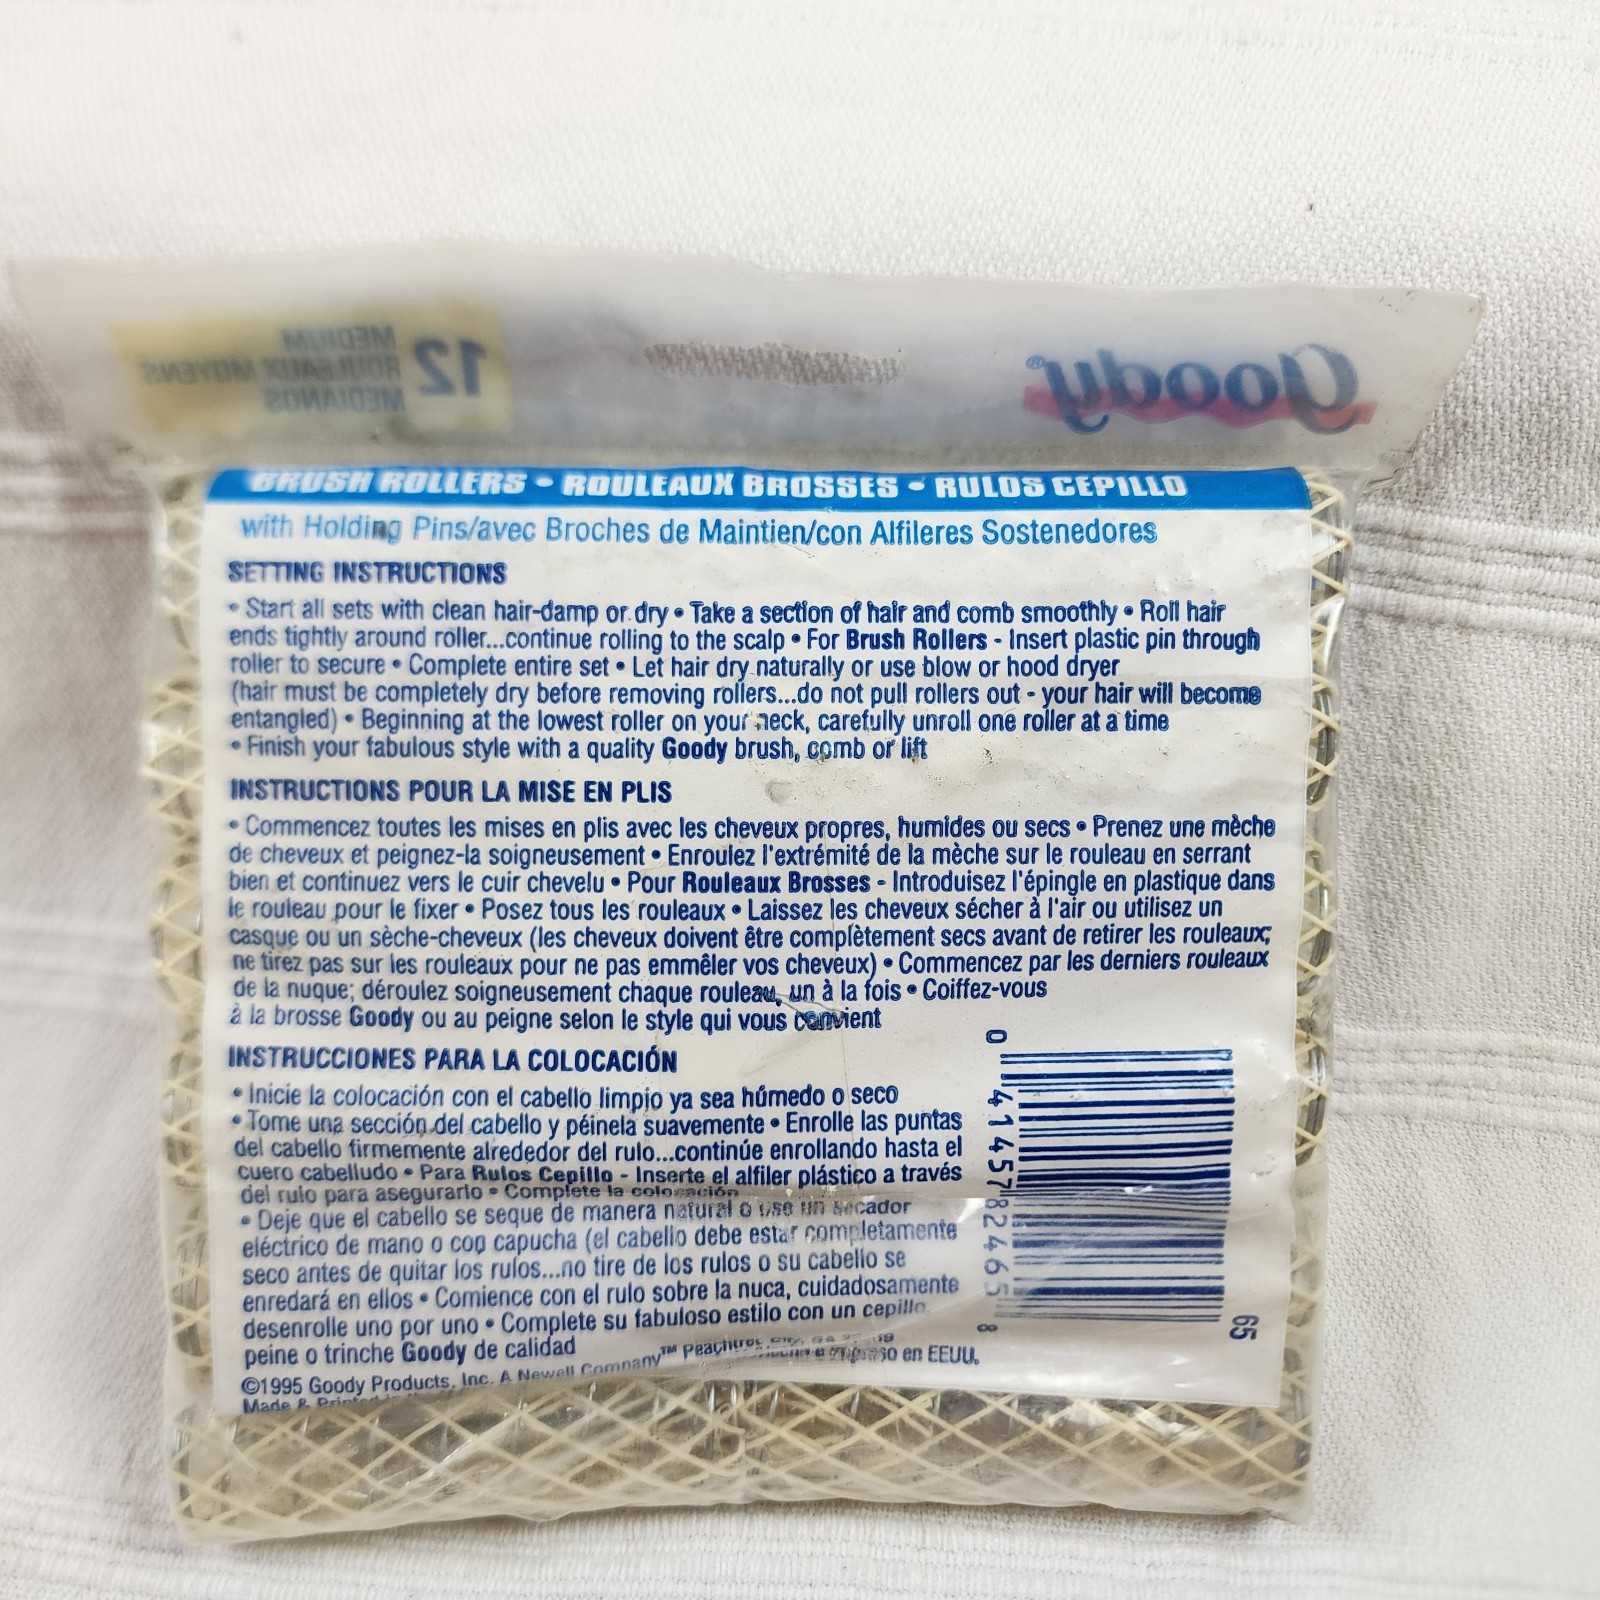 goody®
12
MEDIUM
ROULEAUX MOYENS
MEDIANOS
BRUSH ROLLERS • ROULEAUX BROSSES • RULOS CEPILLO
with Holding Pins/avec Broches de Maintien/con Alfileres Sostenedores
SETTING INSTRUCTIONS
• Start all sets with clean hair-damp or dry • Take a section of hair and comb smoothly • Roll hair
ends tightly around roller...continue rolling to the scalp • For Brush Rollers - Insert plastic pin through
roller to secure • Complete entire set • Let hair dry naturally or use blow or hood dryer
(hair must be completely dry before removing rollers...do not pull rollers out - your hair will become
entangled) • Beginning at the lowest roller on your neck, carefully unroll one roller at a time
• Finish your fabulous style with a quality Goody brush, comb or lift
INSTRUCTIONS POUR LA MISE EN PLIS
• Commencez toutes les mises en plis avec les cheveux propres, humides ou secs • Prenez une mèche
de cheveux et peignez-la soigneusement • Enroulez l'extrémité de la mèche sur le rouleau en serrant
bien et continuez vers le cuir chevelu • Pour Rouleaux Brosses - Introduisez l'épingle en plastique dans
le rouleau pour le fixer • Posez tous les rouleaux • Laissez les cheveux sécher à l'air ou utilisez un
casque ou un sèche-cheveux (les cheveux doivent être complètement secs avant de retirer les rouleaux;
ne tirez pas sur les rouleaux pour ne pas emmêler vos cheveux) • Commencez par les derniers rouleaux
de la nuque; déroulez soigneusement chaque rouleau, un à la fois • Coiffez-vous
à la brosse Goody ou au peigne selon le style qui vous convient
INSTRUCCIONES PARA LA COLOCACIÓN
• Inicie la colocación con el cabello limpio ya sea húmedo o seco
• Tome una sección del cabello y péinela suavemente • Enrolle las puntas
del cabello firmemente alrededor del rulo...continúe enrollando hasta el
cuero cabelludo • Para Rulos Cepillo - Inserte el alfiler plástico a través
del rulo para asegurarlo • Complete la colocación
• Deje que el cabello se seque de manera natural o use un secador
eléctrico de mano o con capucha (el cabello debe estar completamente
seco antes de quitar los rulos...no tire de los rulos o su cabello se
enredará en ellos • Comience con el rulo sobre la nuca, cuidadosamente
desenrolle uno por uno • Complete su fabuloso estilo con un cepillo
peine o trinche Goody de calidad
©1995 Goody Products, Inc. A Newell Company™ Peachtree City, GA
Made & Printed in impreso en EEUU.
0 41457 82465 8
65